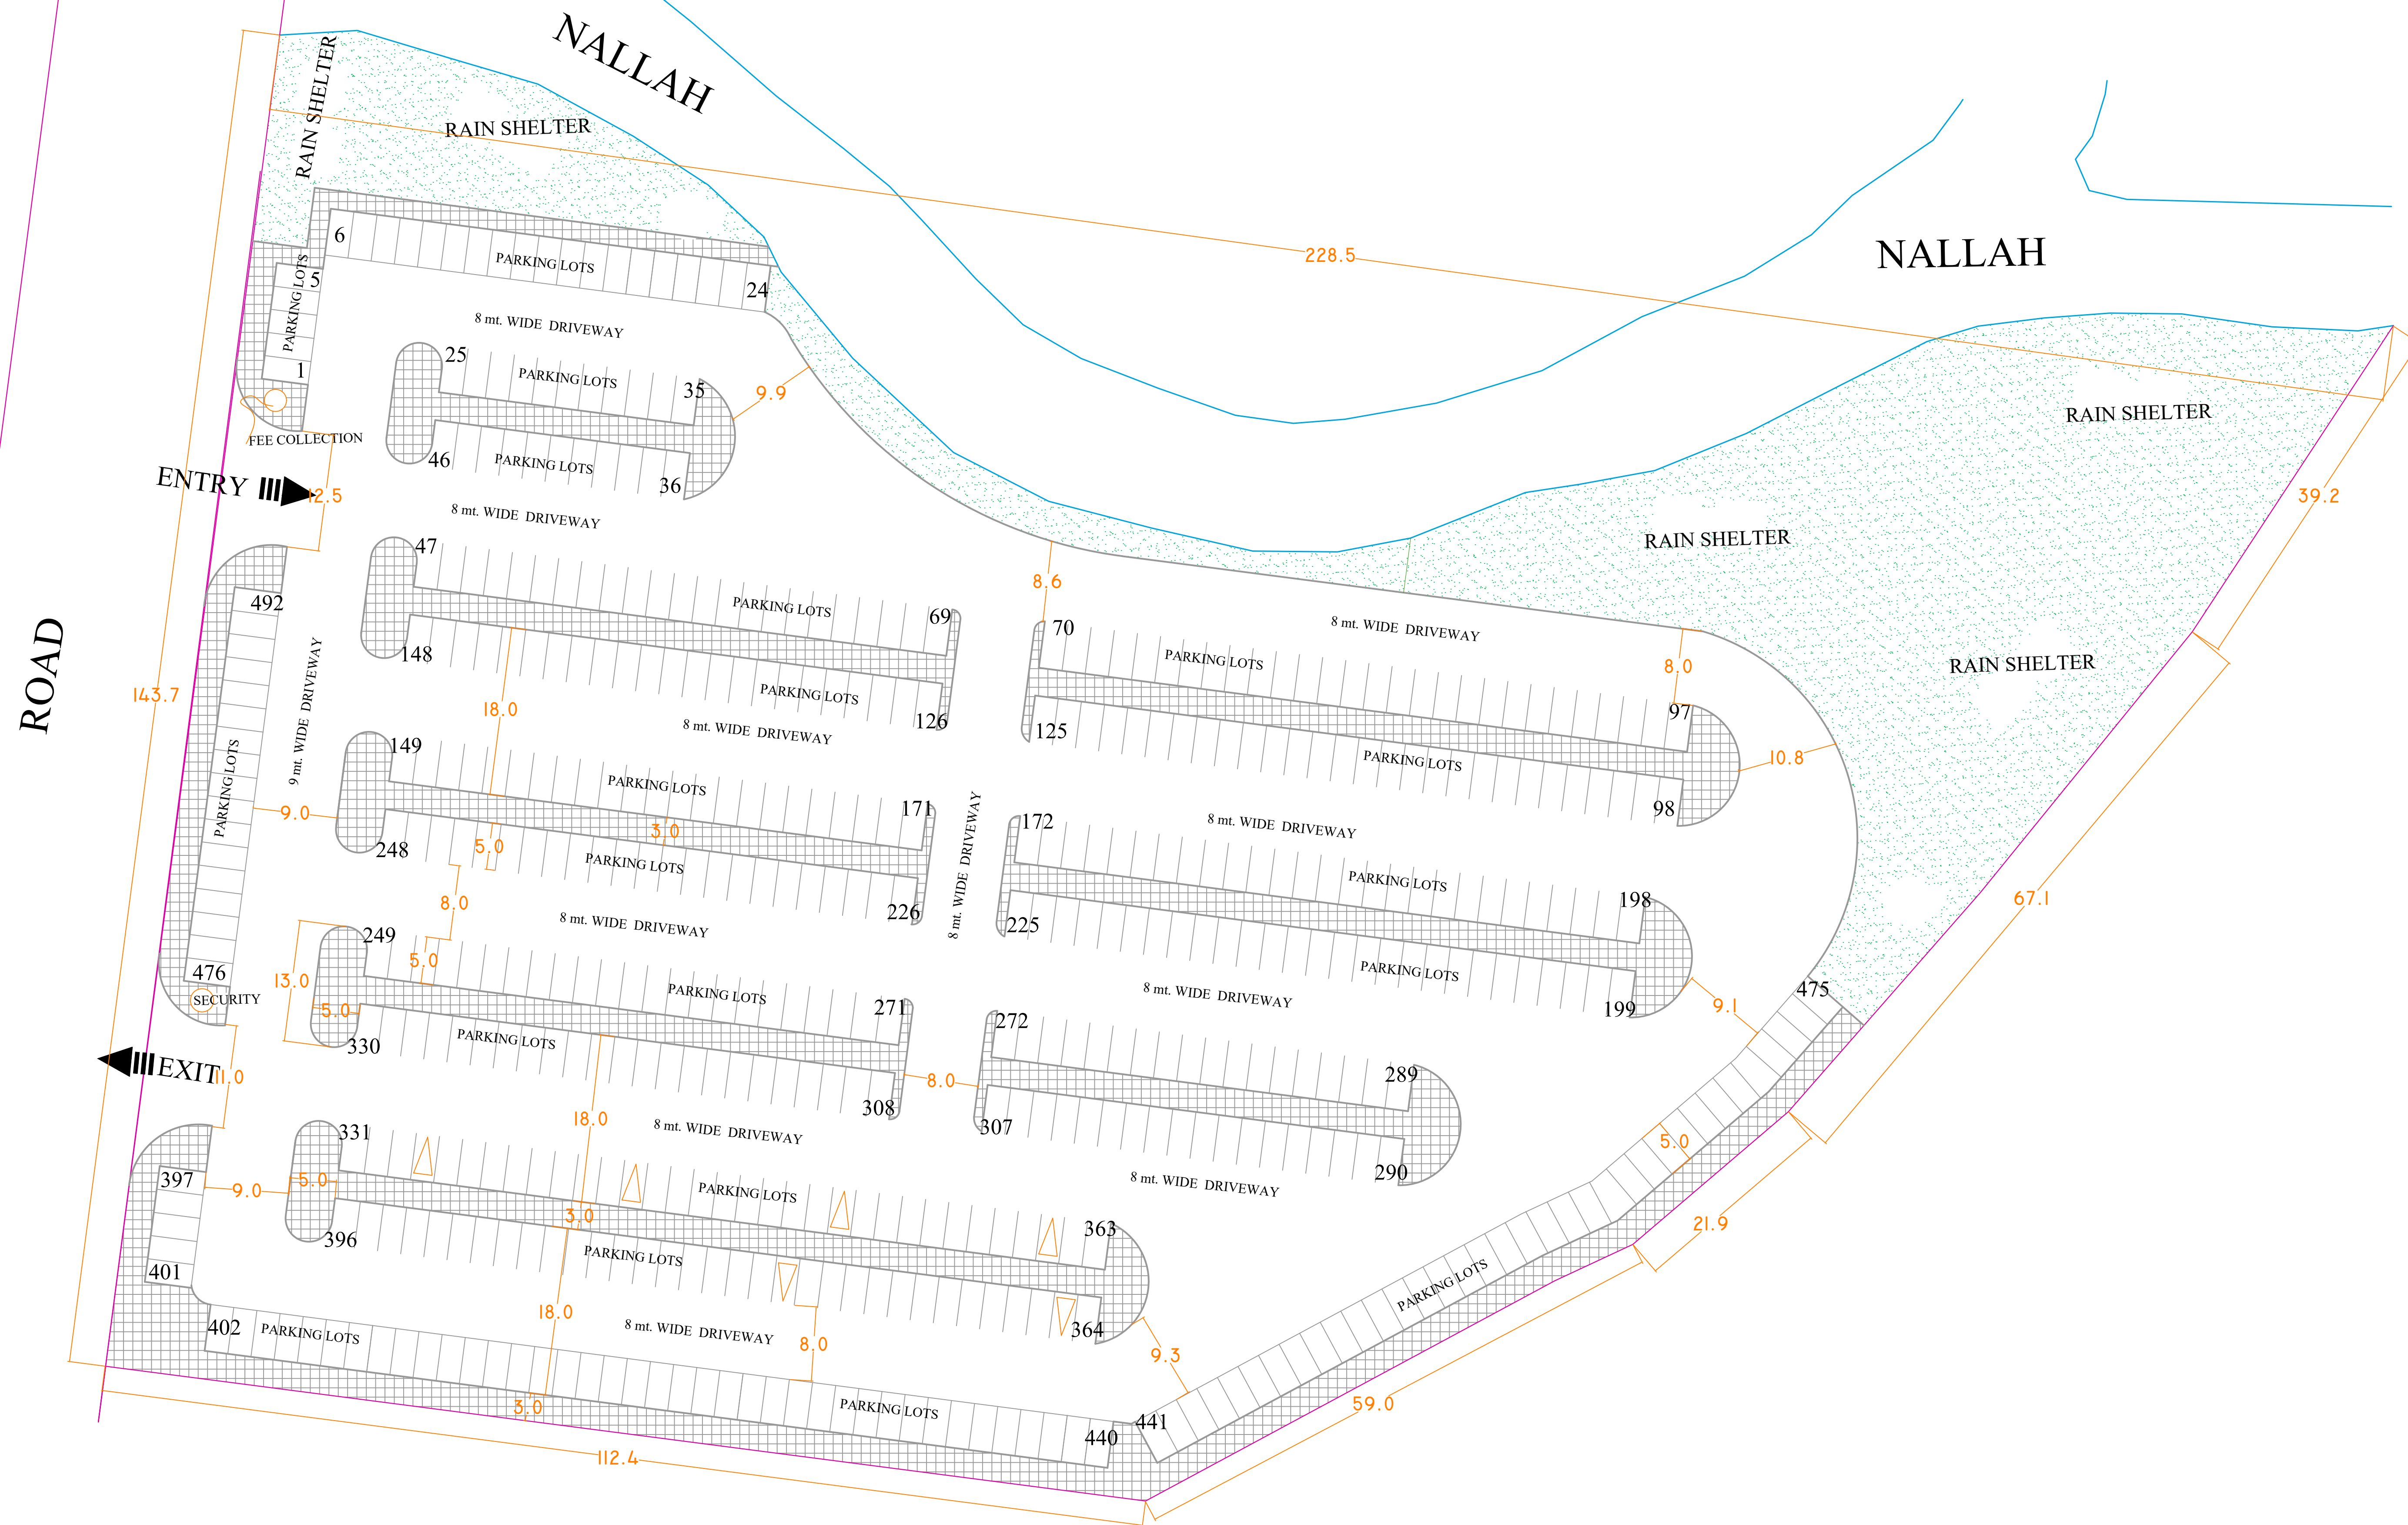 NALLAH
RAIN SHELTER
RAIN SHELTER
228.5
NALLAH
6
PARKING LOTS
24
5
PARKING LOTS
1
FEE COLLECTION
8 mt. WIDE DRIVEWAY
25
PARKING LOTS
35
9.9
46
PARKING LOTS
36
ENTRY
12.5
8 mt. WIDE DRIVEWAY
RAIN SHELTER
39.2
RAIN SHELTER
RAIN SHELTER
47
PARKING LOTS
69
8.6
70
PARKING LOTS
8 mt. WIDE DRIVEWAY
8.0
97
492
148
PARKING LOTS
126
125
PARKING LOTS
98
10.8
ROAD
143.7
9 mt. WIDE DRIVEWAY
18.0
8 mt. WIDE DRIVEWAY
PARKING LOTS
9.0
149
PARKING LOTS
171
8 mt. WIDE DRIVEWAY
172
8 mt. WIDE DRIVEWAY
PARKING LOTS
198
67.1
248
5.0
3.0
PARKING LOTS
226
225
PARKING LOTS
199
8.0
8 mt. WIDE DRIVEWAY
8 mt. WIDE DRIVEWAY
9.1
475
476
SECURITY
13.0
249
5.0
PARKING LOTS
271
272
289
5.0
330
PARKING LOTS
308
8.0
307
290
EXIT
11.0
18.0
8 mt. WIDE DRIVEWAY
8 mt. WIDE DRIVEWAY
5.0
21.9
397
9.0
331
5.0
PARKING LOTS
363
396
3.0
PARKING LOTS
364
401
18.0
8 mt. WIDE DRIVEWAY
8.0
9.3
PARKING LOTS
59.0
402
PARKING LOTS
3.0
PARKING LOTS
440
441
112.4